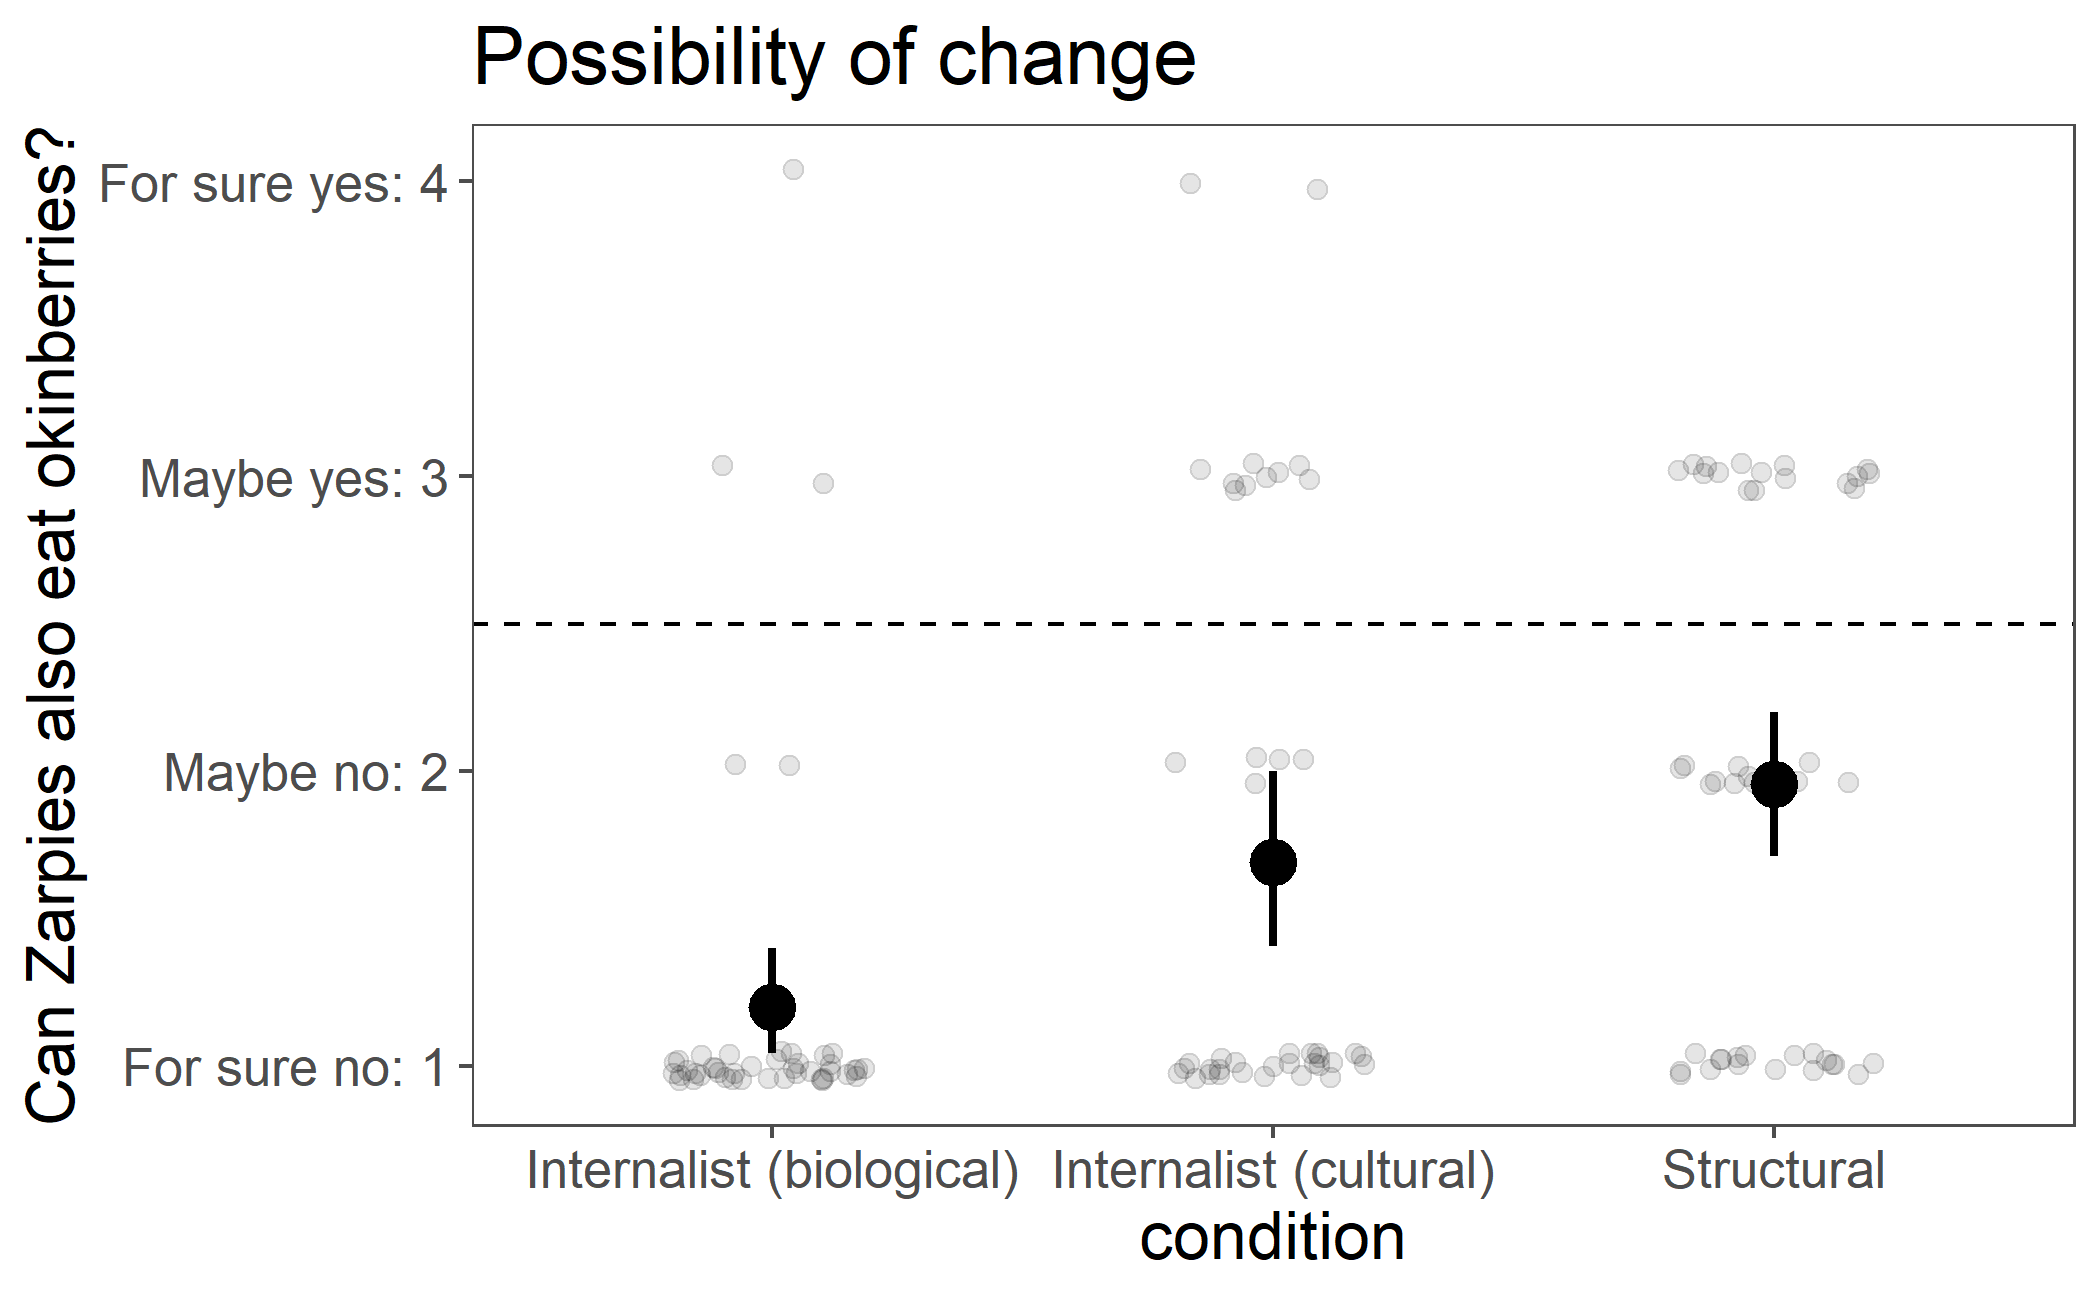 Possibility of change
Can Zarpies also eat okinberries?
For sure yes: 4
Maybe yes: 3
Maybe no: 2
For sure no: 1
Internalist (biological)
Internalist (cultural)
Structural
condition